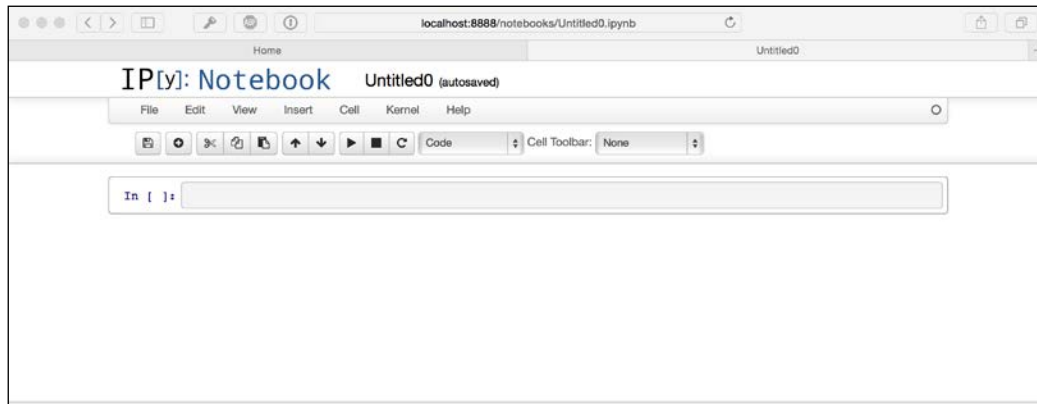 localhost:8888/notebooks/Untitled0.ipynb
Home Untitled0
IP[y]: Notebook Untitled0 (autosaved)
File Edit View Insert Cell Kernel Help
Code Cell Toolbar: None
In [ ]: